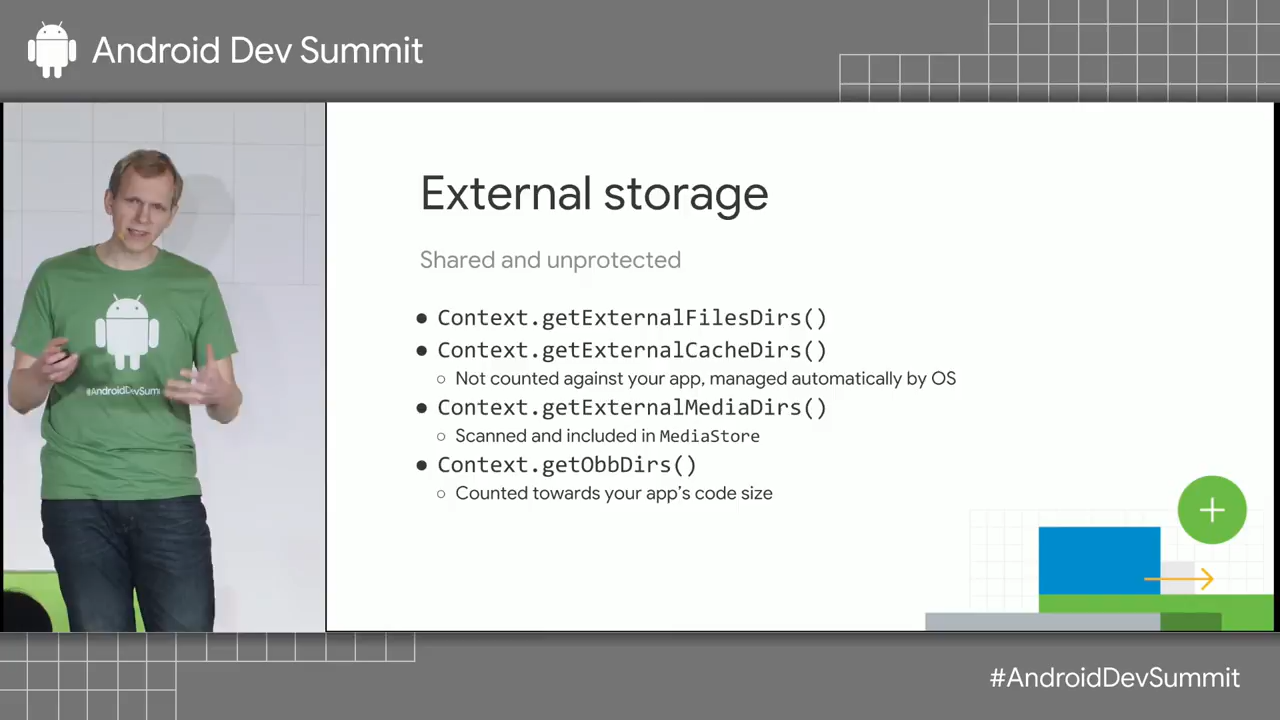 Android Dev Summit
External storage
Shared and unprotected
● Context.getExternalFilesDirs()
● Context.getExternalCacheDirs()
○ Not counted against your app, managed automatically by OS
● Context.getExternalMediaDirs()
○ Scanned and included in MediaStore
● Context.getObbDirs()
○ Counted towards your app's code size
#AndroidDevSumm
#AndroidDevSummit